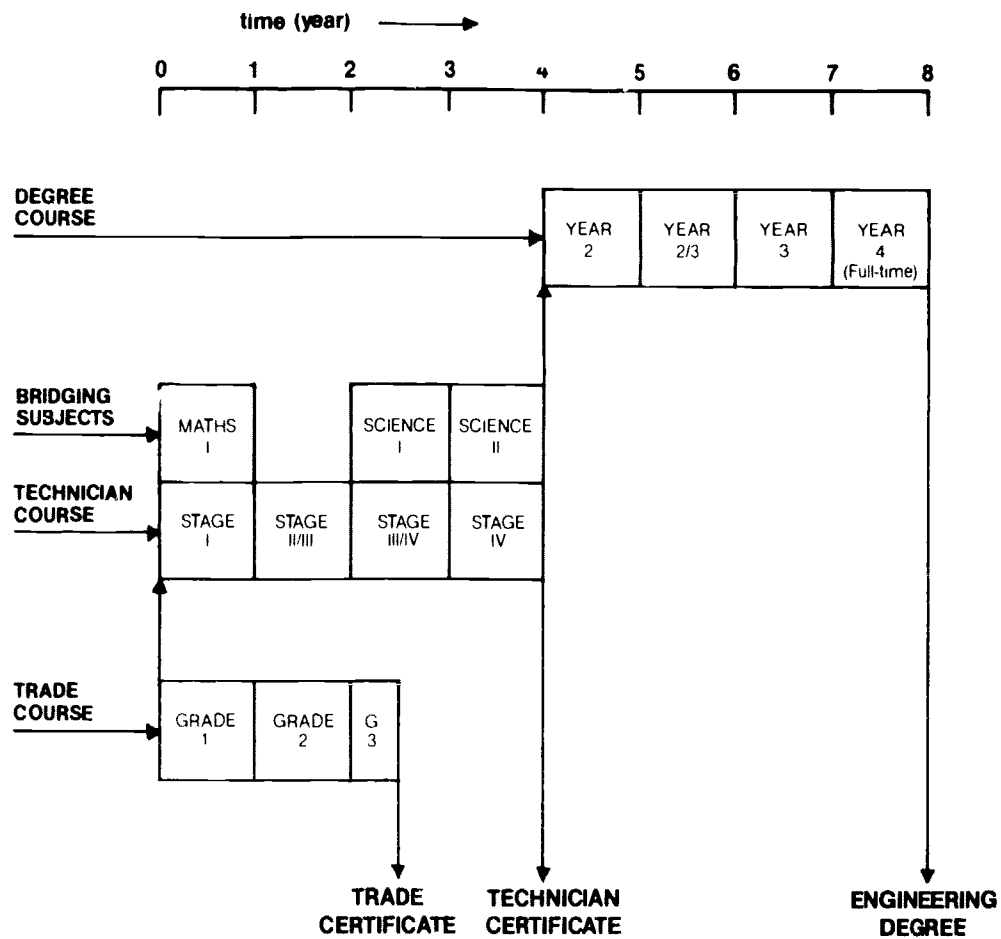 time (year)
0 1 2 3 4 5 6 7 8
DEGREE
COURSE
YEAR
2
YEAR
2/3
YEAR
3
YEAR
4
(Full-time)
BRIDGING
SUBJECTS
MATHS
I
SCIENCE
I
SCIENCE
II
TECHNICIAN
COURSE
STAGE
I
STAGE
II/III
STAGE
III/IV
STAGE
IV
TRADE
COURSE
GRADE
1
GRADE
2
G
3
TRADE
CERTIFICATE
TECHNICIAN
CERTIFICATE
ENGINEERING
DEGREE